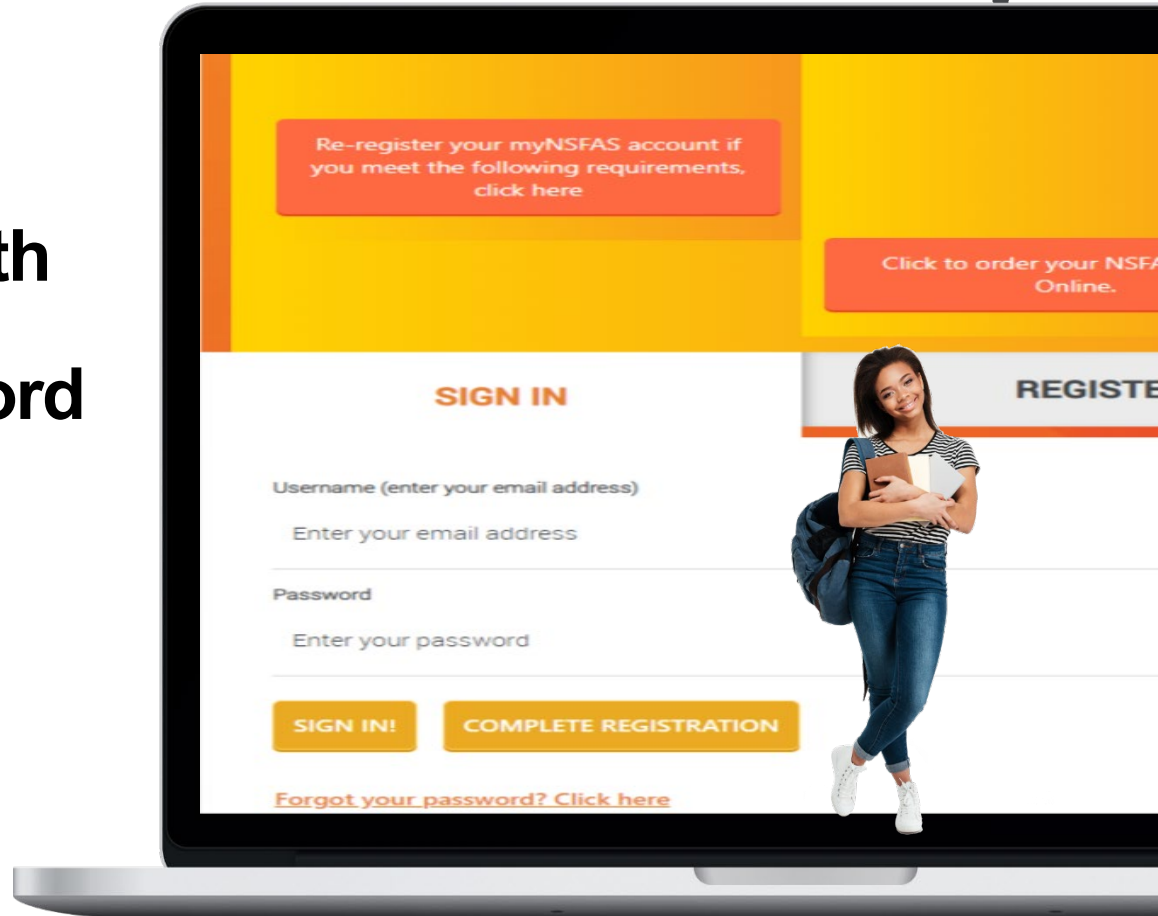 th
ord
Re-register your myNSFAS account if
you meet the following requirements,
click here
Click to order your
Online.
SIGN IN
Username (enter your email address)
Enter your email address
Password
Enter your password
SIGN IN!
COMPLETE REGISTRATION
Forgot your password? Click here